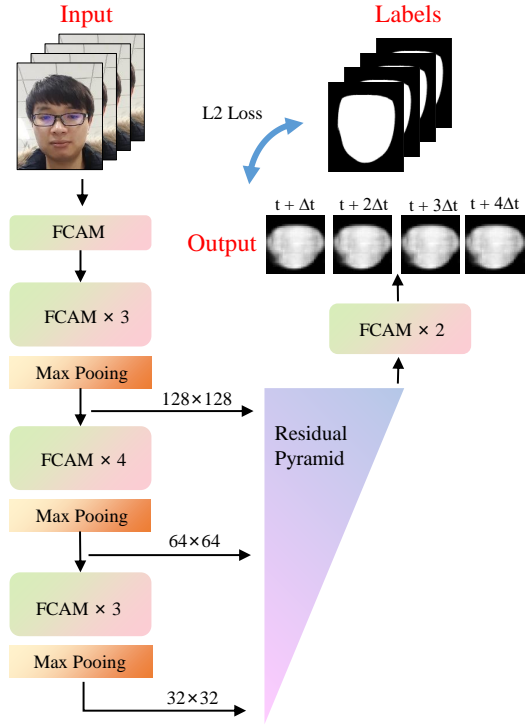 Input
Labels
L2 Loss
t + Δt
t + 2Δt
t + 3Δt
t + 4Δt
Output
FCAM
FCAM × 3
FCAM × 2
Max Pooing
128×128
Residual
Pyramid
FCAM × 4
Max Pooing
64×64
FCAM × 3
Max Pooing
32×32